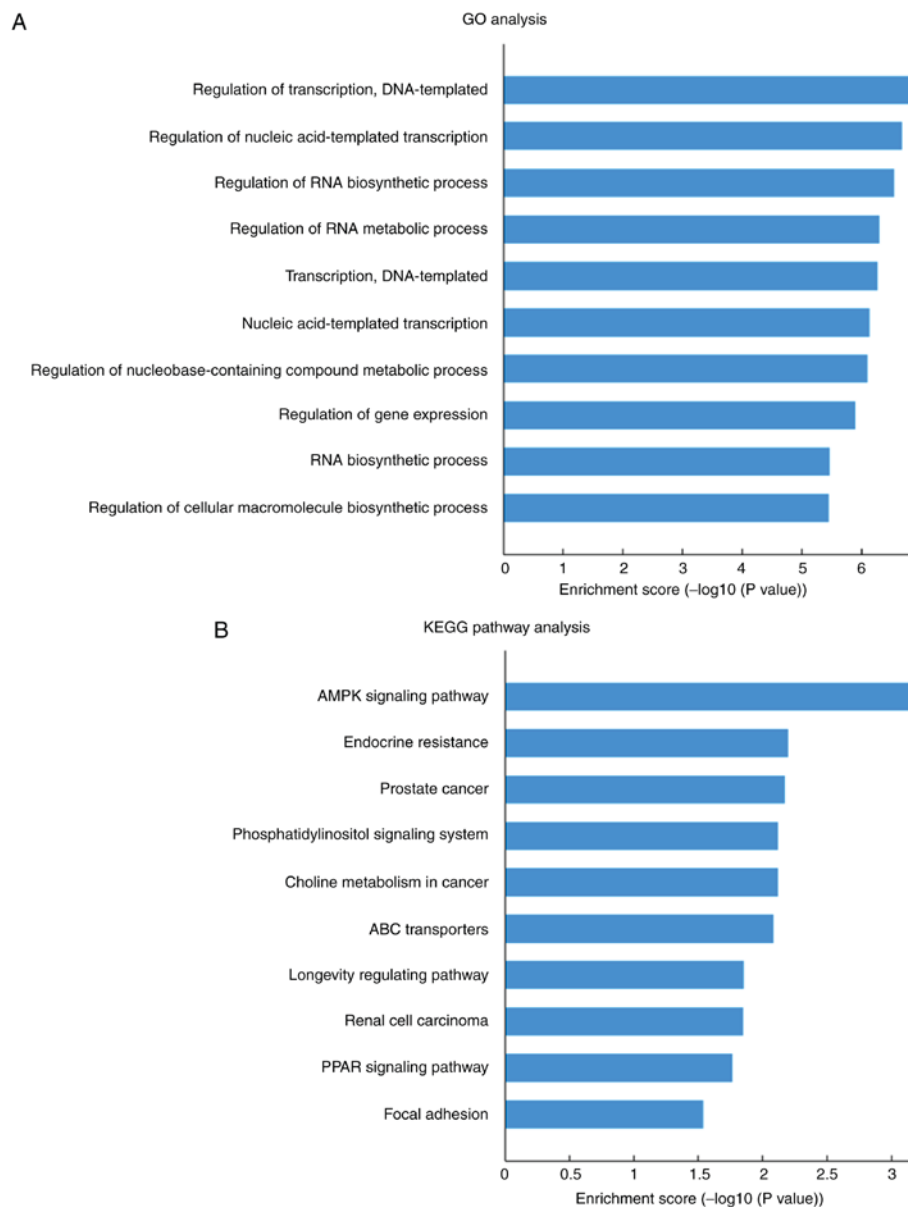 A
GO analysis
Regulation of transcription, DNA-templated
Regulation of nucleic acid-templated transcription
Regulation of RNA biosynthetic process
Regulation of RNA metabolic process
Transcription, DNA-templated
Nucleic acid-templated transcription
Regulation of nucleobase-containing compound metabolic process
Regulation of gene expression
RNA biosynthetic process
Regulation of cellular macromolecule biosynthetic process
0 1 2 3 4 5 6
Enrichment score (–log10 (P value))
B
KEGG pathway analysis
AMPK signaling pathway
Endocrine resistance
Prostate cancer
Phosphatidylinositol signaling system
Choline metabolism in cancer
ABC transporters
Longevity regulating pathway
Renal cell carcinoma
PPAR signaling pathway
Focal adhesion
0 0.5 1 1.5 2 2.5 3
Enrichment score (–log10 (P value))